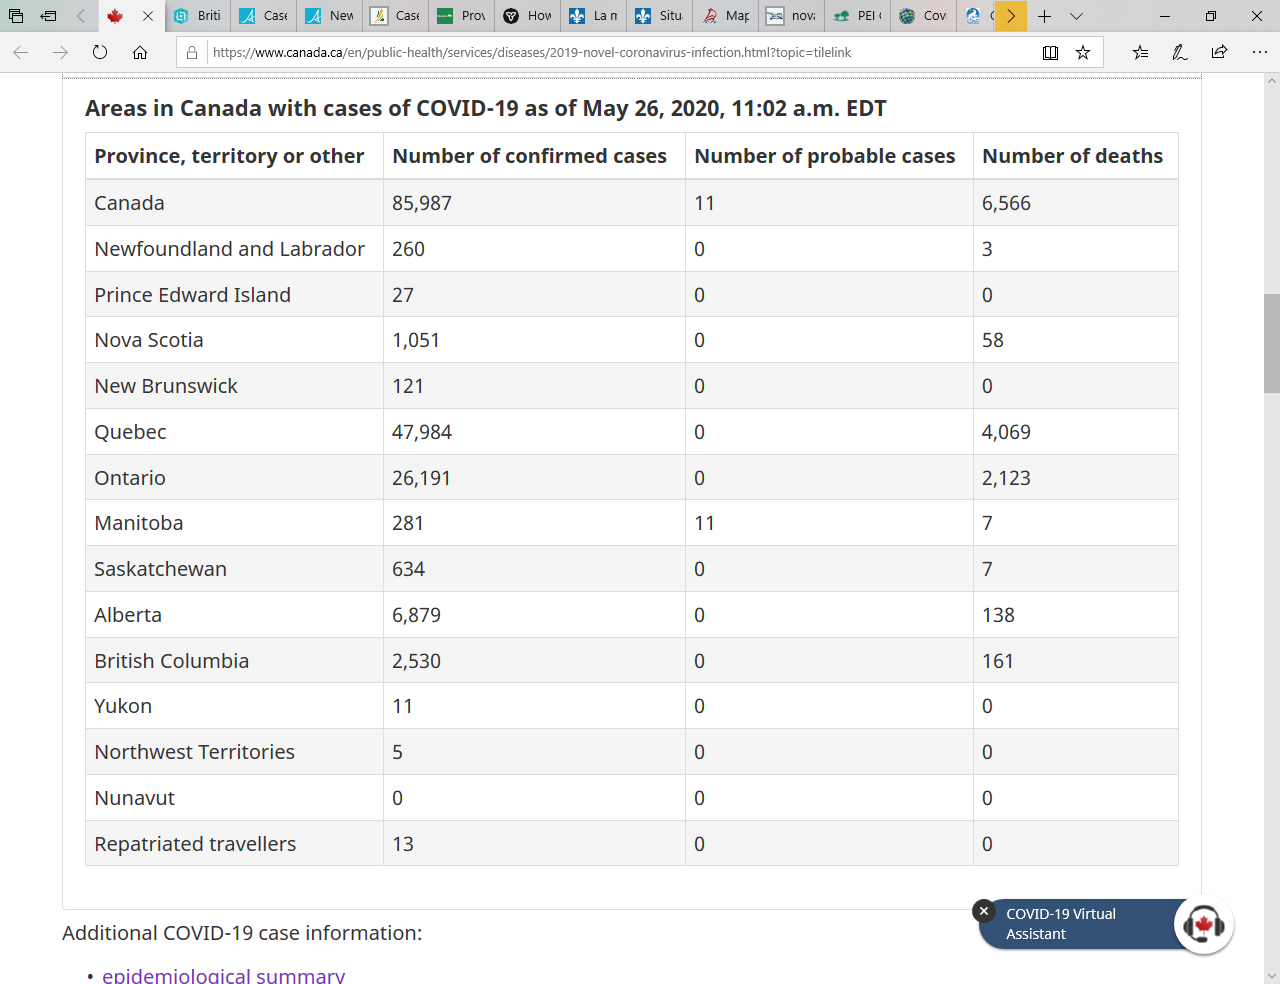 Briti
Case
New
Case
Prov
How
La m
Situ
Map
nov
PEI
Cov
https://www.canada.ca/en/public-health/services/diseases/2019-novel-coronavirus-infection.html?topic=tilelink
Areas in Canada with cases of COVID-19 as of May 26, 2020, 11:02 a.m. EDT
Province, territory or other Number of confirmed cases Number of probable cases Number of deaths
Canada 85,987 11 6,566
Newfoundland and Labrador 260 0 3
Prince Edward Island 27 0 0
Nova Scotia 1,051 0 58
New Brunswick 121 0 0
Quebec 47,984 0 4,069
Ontario 26,191 0 2,123
Manitoba 281 11 7
Saskatchewan 634 0 7
Alberta 6,879 0 138
British Columbia 2,530 0 161
Yukon 11 0 0
Northwest Territories 5 0 0
Nunavut 0 0 0
Repatriated travellers 13 0 0
COVID-19 Virtual
Assistant
Additional COVID-19 case information:
• epidemiological summary